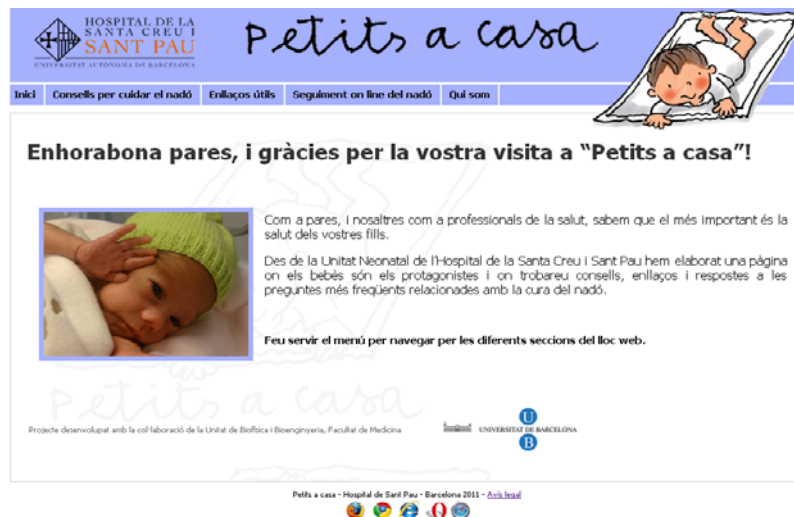 HOSPITAL DE LA
SANTA CREU I
SANT PAU
UNIVERSITAT AUTÒNOMA DE BARCELONA
Petits a casa
Inici Consells per cuidar el nadó Enllaços útils Seguiment on line del nadó Qui som
Enhorabona pares, i gràcies per la vostra visita a “Petits a casa”!
Com a pares, i nosaltres com a professionals de la salut, sabem que el més important és la
salut dels vostres fills.
Des de la Unitat Neonatal de l'Hospital de la Santa Creu i Sant Pau hem elaborat una pàgina
on els bebès són els protagonistes i on trobareu consells, enllaços i respostes a les
preguntes més freqüents relacionades amb la cura del nadó.
Feu servir el menú per navegar per les diferents seccions del lloc web.
Petits a casa
Projecte desenvolupat amb la col·laboració de la Unitat de Biofísica i Bioenginyeria, Facultat de Medicina
U
UNIVERSITAT DE BARCELONA
B
Petits a casa - Hospital de Sant Pau - Barcelona 2011 - Avís legal